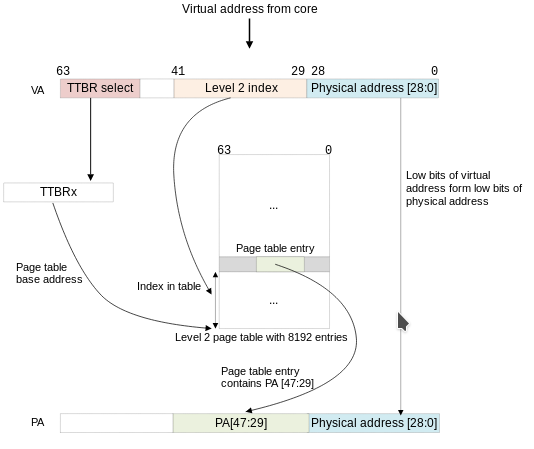 Virtual address from core
63 41 29 28 0
VA TTBR select Level 2 index Physical address [28:0]
63 0
TTBRx
...
Low bits of virtual
address form low bits of
physical address
Page table entry
Page table
base address
Index in table
...
Level 2 page table with 8192 entries
Page table entry
contains PA [47:29]
PA PA[47:29] Physical address [28:0]